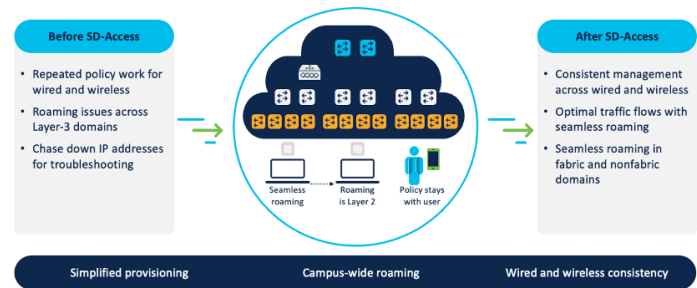 Before SD-Access
• Repeated policy work for
wired and wireless
• Roaming issues across
Layer-3 domains
• Chase down IP addresses
for troubleshooting
Seamless
roaming
Roaming
is Layer 2
Policy stays
with user
After SD-Access
• Consistent management
across wired and wireless
• Optimal traffic flows with
seamless roaming
• Seamless roaming in
fabric and nonfabric
domains
Simplified provisioning
Campus-wide roaming
Wired and wireless consistency